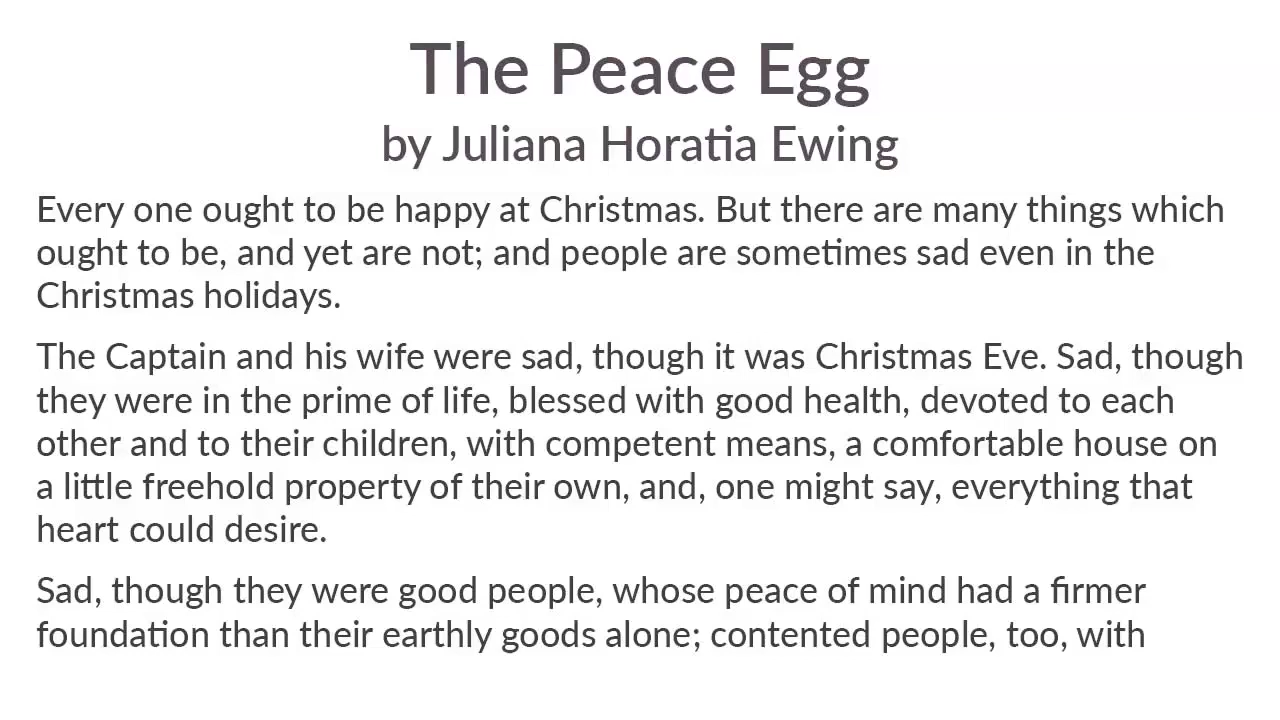 The Peace Egg
by Juliana Horatia Ewing
Every one ought to be happy at Christmas. But there are many things which
ought to be, and yet are not; and people are sometimes sad even in the
Christmas holidays.
The Captain and his wife were sad, though it was Christmas Eve. Sad, though
they were in the prime of life, blessed with good health, devoted to each
other and to their children, with competent means, a comfortable house on
a little freehold property of their own, and, one might say, everything that
heart could desire.
Sad, though they were good people, whose peace of mind had a firmer
foundation than their earthly goods alone; contented people, too, with